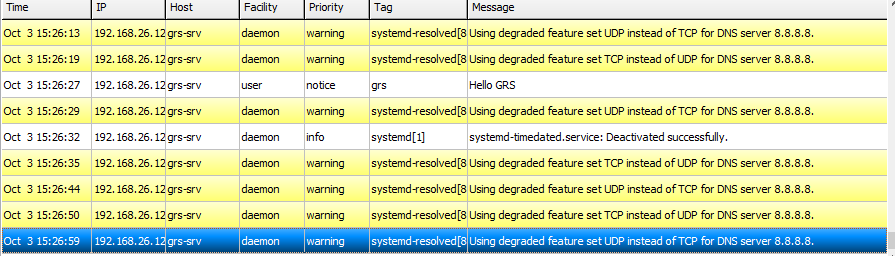 Time IP Host Facility Priority Tag Message
Oct 3 15:26:13 192.168.26.12 grs-srv daemon warning systemd-resolved[8 Using degraded feature set UDP instead of TCP for DNS server 8.8.8.8.
Oct 3 15:26:19 192.168.26.12 grs-srv daemon warning systemd-resolved[8 Using degraded feature set TCP instead of UDP for DNS server 8.8.8.8.
Oct 3 15:26:27 192.168.26.12 grs-srv user notice grs Hello GRS
Oct 3 15:26:29 192.168.26.12 grs-srv daemon warning systemd-resolved[8 Using degraded feature set UDP instead of TCP for DNS server 8.8.8.8.
Oct 3 15:26:32 192.168.26.12 grs-srv daemon info systemd[1] systemd-timedated.service: Deactivated successfully.
Oct 3 15:26:35 192.168.26.12 grs-srv daemon warning systemd-resolved[8 Using degraded feature set TCP instead of UDP for DNS server 8.8.8.8.
Oct 3 15:26:44 192.168.26.12 grs-srv daemon warning systemd-resolved[8 Using degraded feature set UDP instead of TCP for DNS server 8.8.8.8.
Oct 3 15:26:50 192.168.26.12 grs-srv daemon warning systemd-resolved[8 Using degraded feature set TCP instead of UDP for DNS server 8.8.8.8.
Oct 3 15:26:59 192.168.26.12 grs-srv daemon warning systemd-resolved[8 Using degraded feature set UDP instead of TCP for DNS server 8.8.8.8.